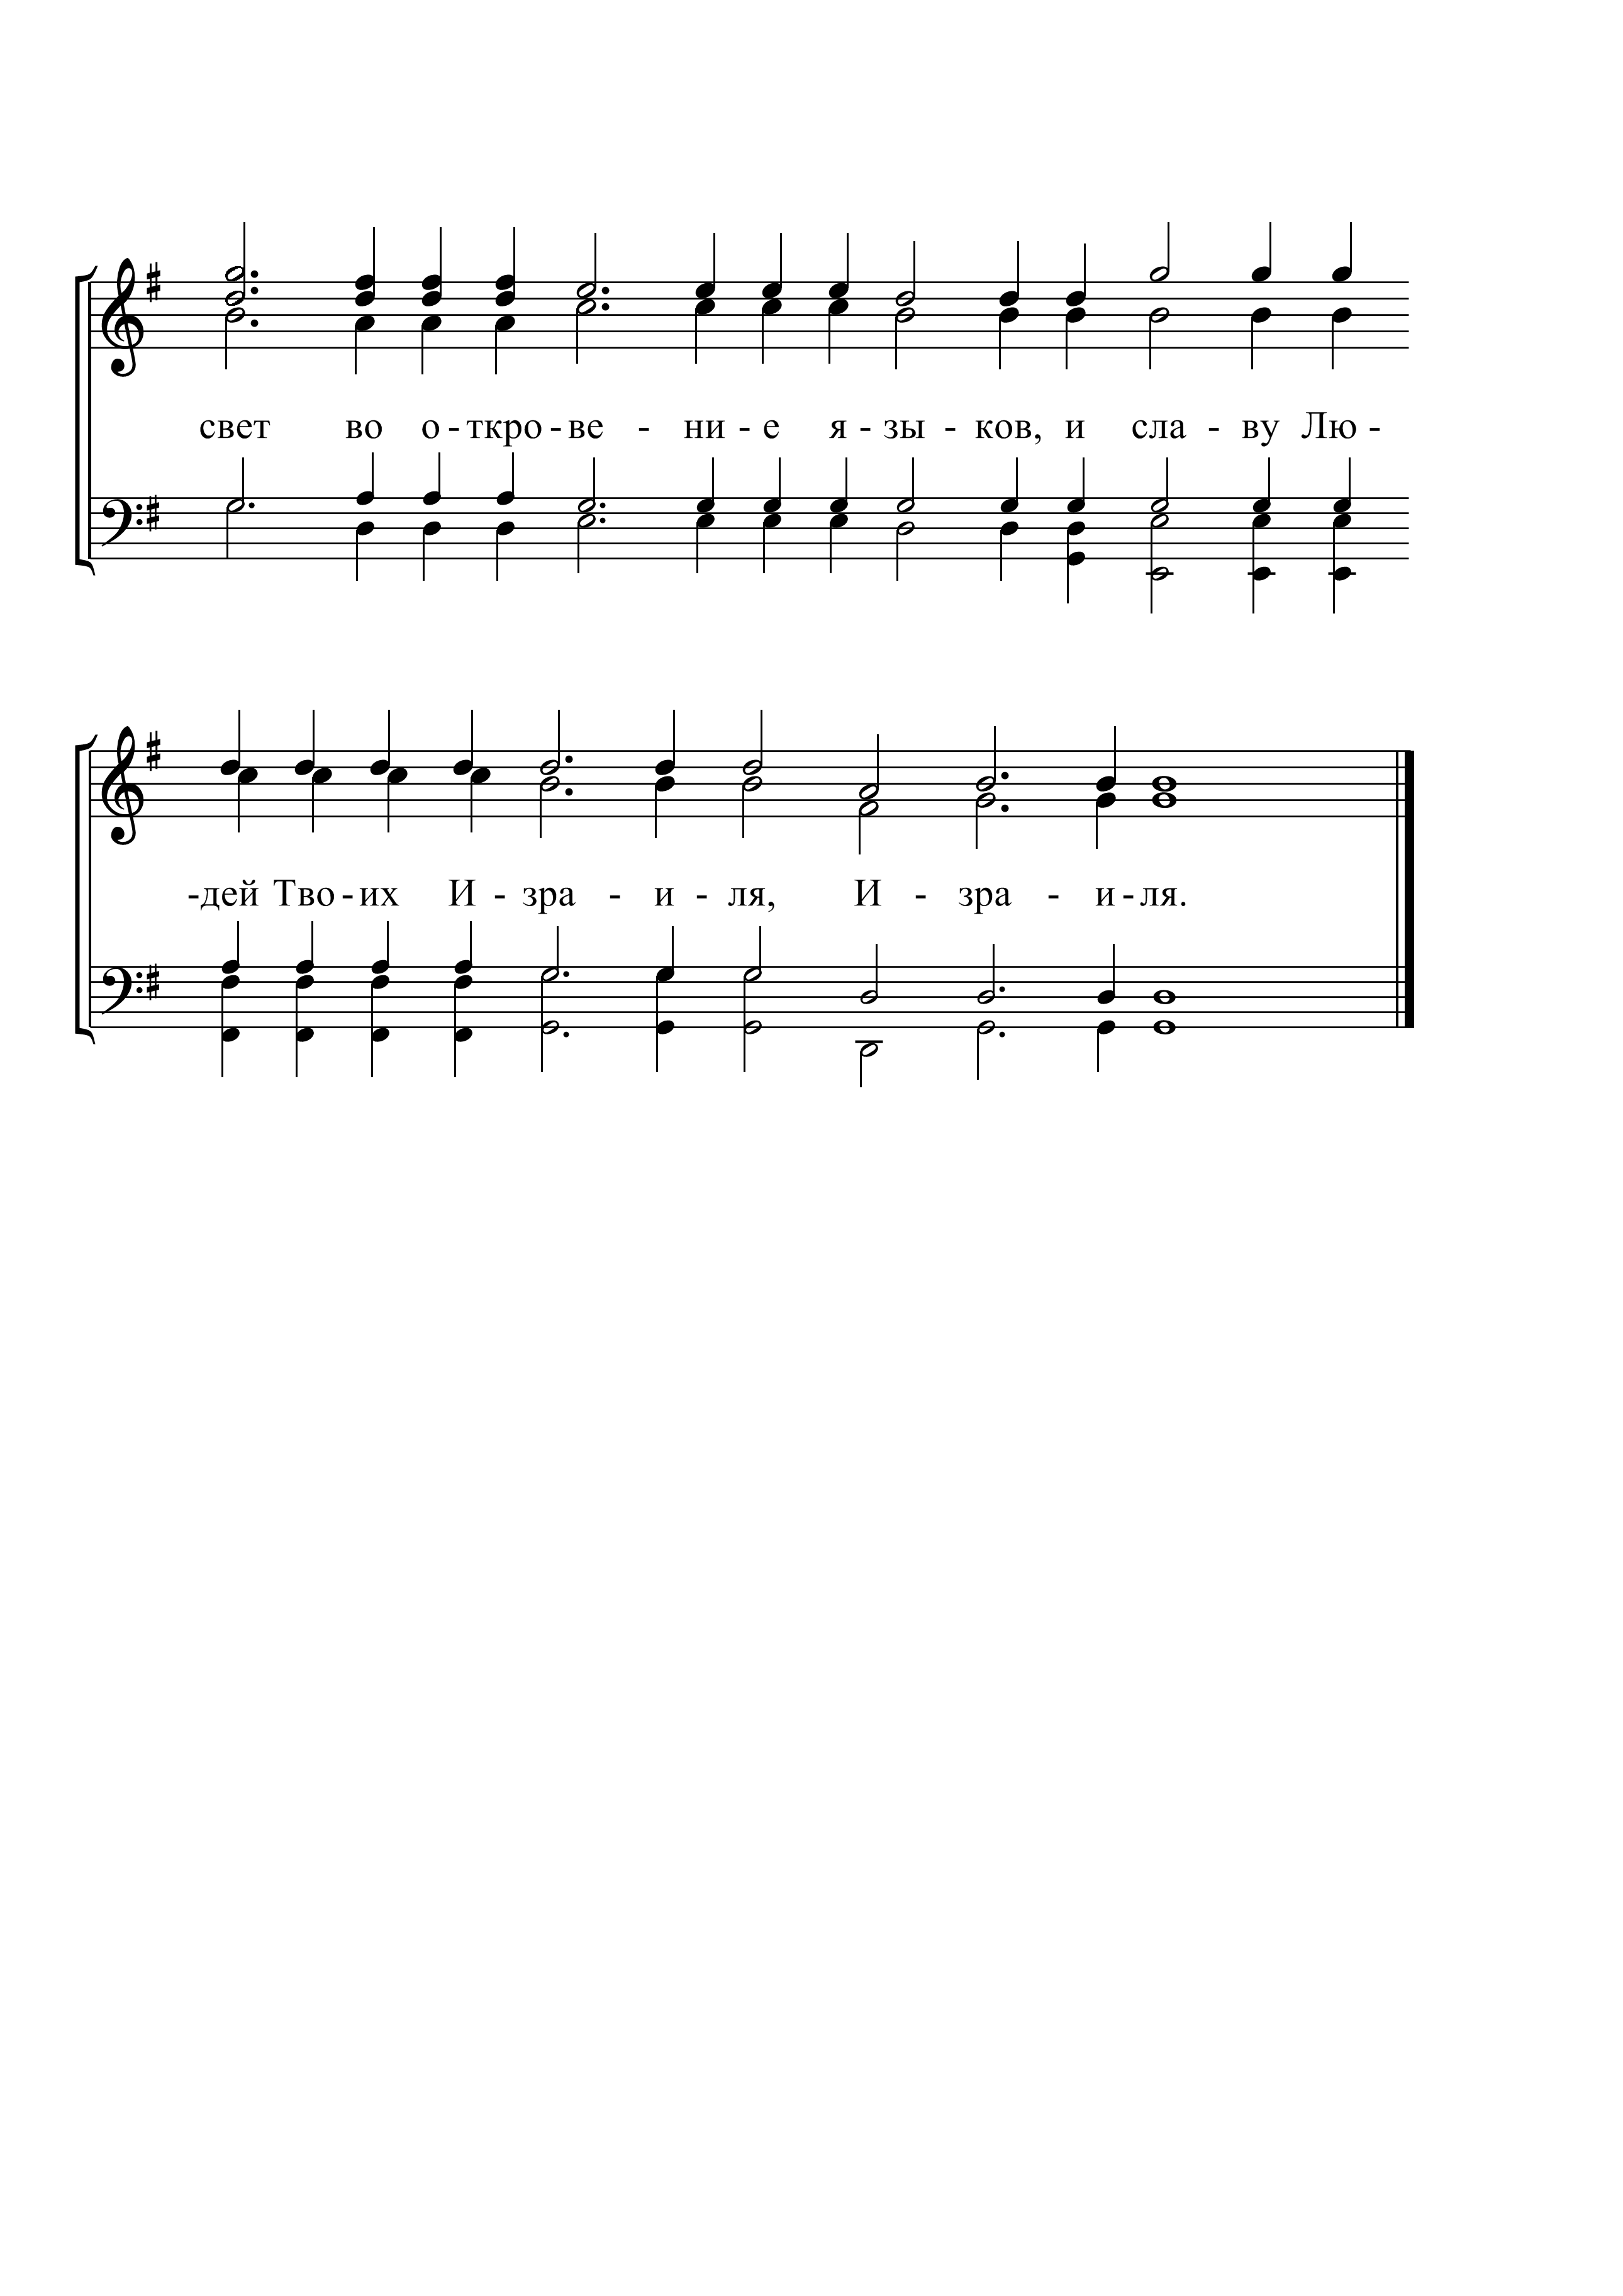 свет во о - ткро - ве - ни - е я - зы - ков, и сла - ву Лю -
-дей Тво - их И - зра - и - ля, И - зра - и - ля.